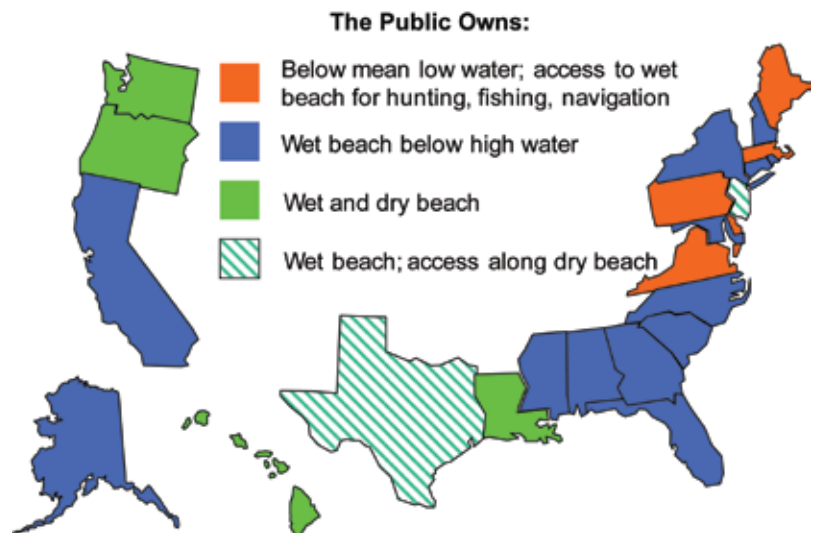 The Public Owns:
Below mean low water; access to wet
beach for hunting, fishing, navigation
Wet beach below high water
Wet and dry beach
Wet beach; access along dry beach